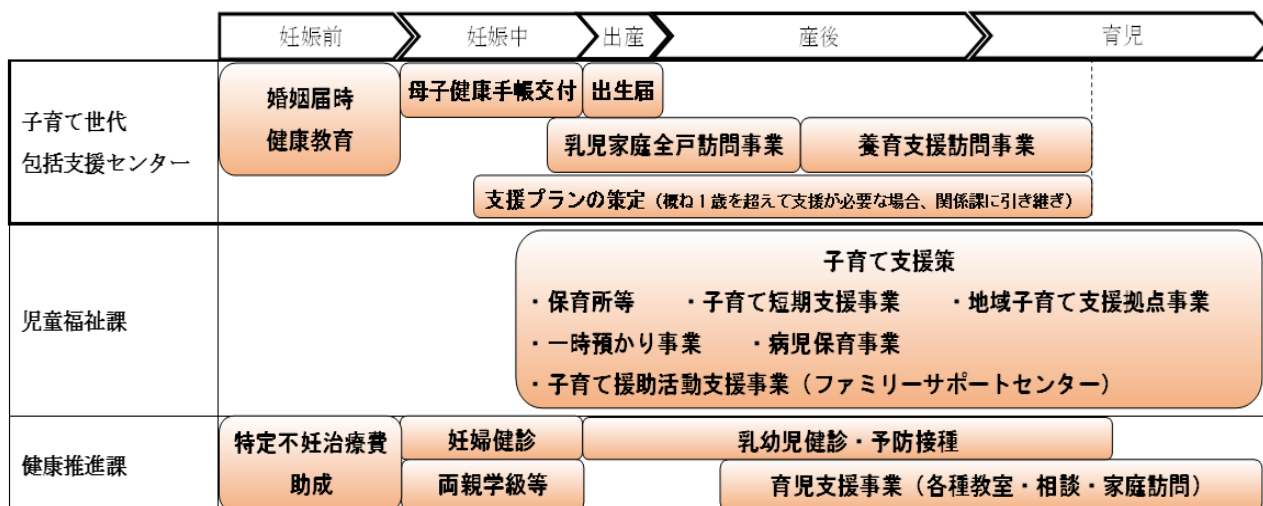 妊娠前
妊娠中
出産
産後
育児
子育て世代
包括支援センター
婚姻届時
健康教育
母子健康手帳交付
出生届
乳児家庭全戸訪問事業
養育支援訪問事業
支援プランの策定（概ね１歳を超えて支援が必要な場合、関係課に引き継ぎ）
児童福祉課
子育て支援策
・保育所等　・子育て短期支援事業　・地域子育て支援拠点事業
・一時預かり事業　・病児保育事業
・子育て援助活動支援事業（ファミリーサポートセンター）
健康推進課
特定不妊治療費
助成
妊婦健診
両親学級等
乳幼児健診・予防接種
育児支援事業（各種教室・相談・家庭訪問）